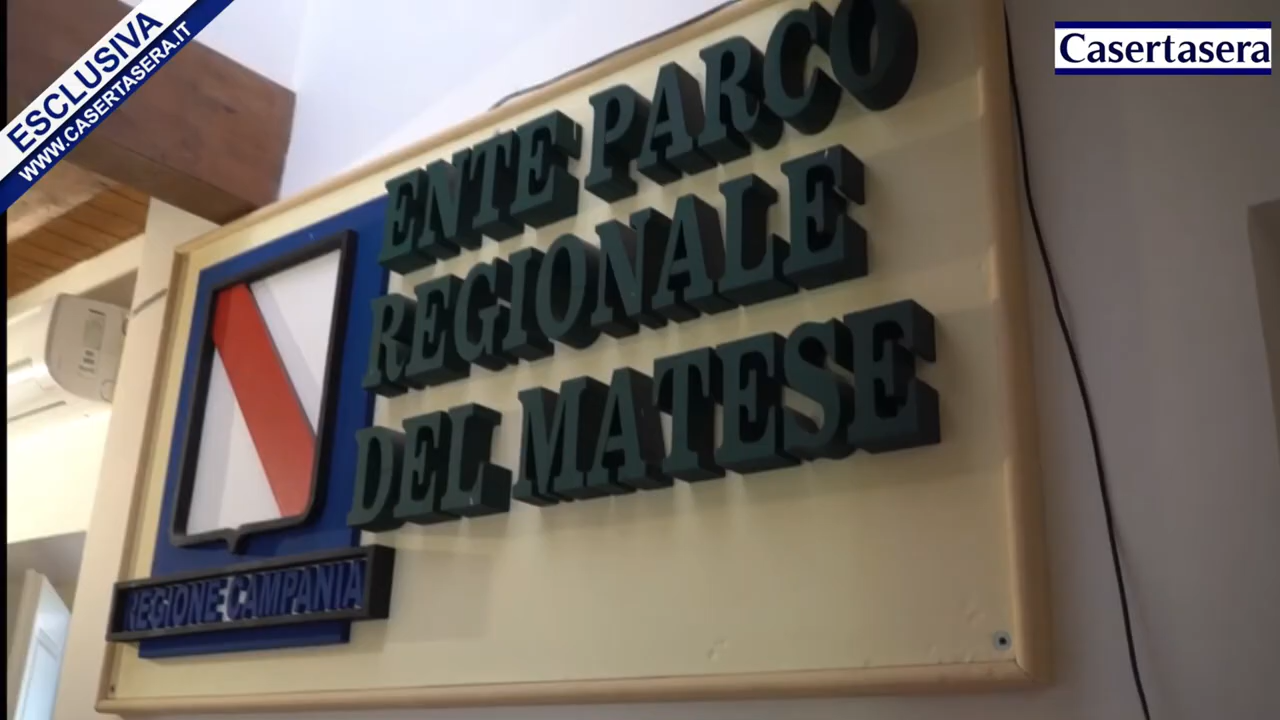 ESCLUSIVA
WWW.CASERTASERA.IT
Casertasera
ENTE PARCO
REGIONALE
DEL MATESE
REGIONE CAMPANIA